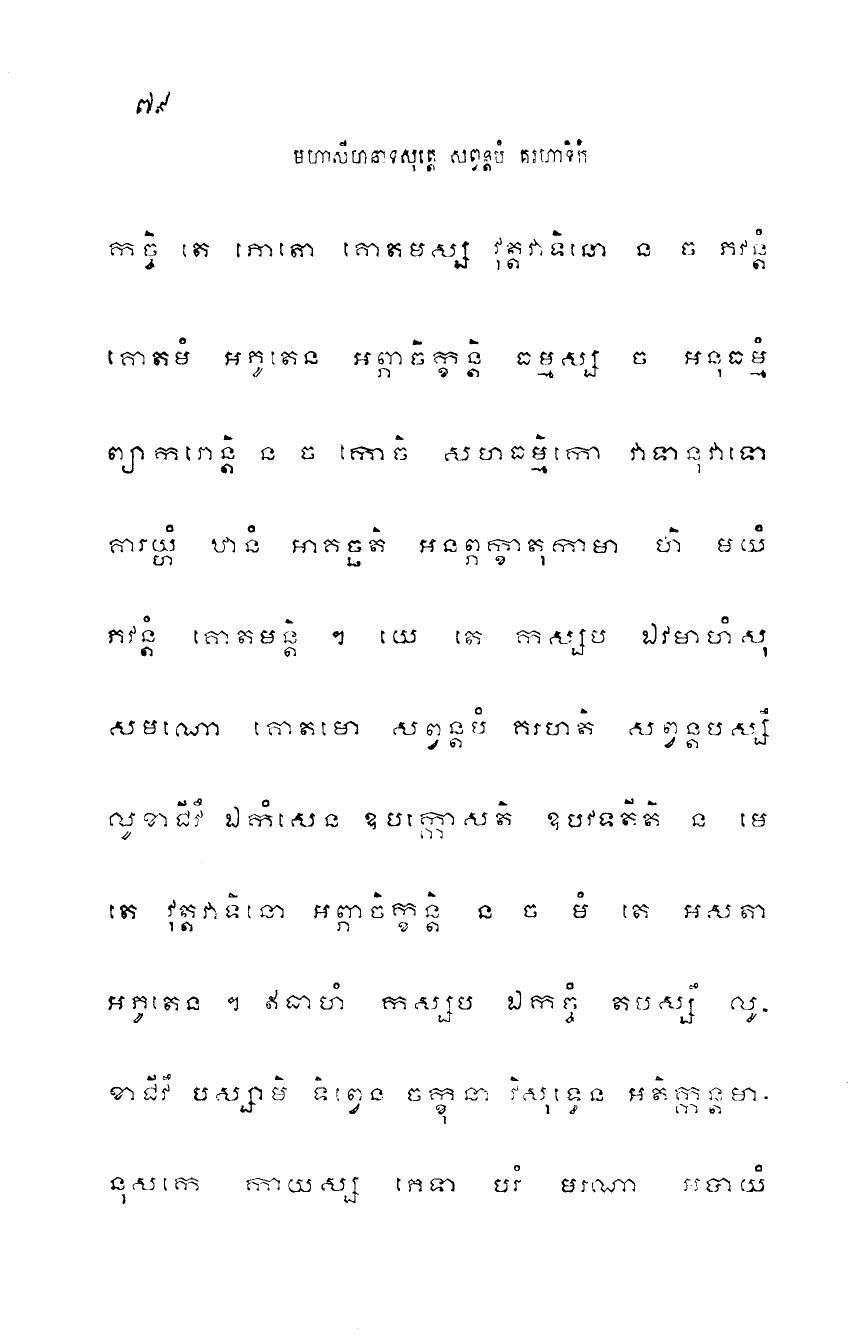 ៧៩
មហាសីហនាទសុត្តេ សព្វន្តបំ គរហាទិកំ
កច្ចិ តេ ភោតោ គោតមស្ស វុត្តវាទិនោ ន ច ភវន្តំ
គោតមំ អភូតេន អព្ភាចិក្ខន្តិ ធម្មស្ស ច អនុធម្មំ
ព្យាករោន្តិ ន ច កោចិ សហធម្មិកោ វាទានុវាទោ
គារយ្ហំ ឋានំ អាគច្ឆតិ អនព្ភក្ខាតុកាមា ហិ មយំ
ភវន្តំ គោតមន្តិ ។ យេ តេ កស្សប ឯវមាហំសុ
សមណោ គោតមោ សព្វន្តបំ គរហតិ សព្វន្តបស្សឹ
លូខាជីវឹ ឯកំសេន ឧបក្កោសតិ ឧបវទតីតិ ន មេ
តេ វុត្តវាទិនោ អព្ភាចិក្ខន្តិ ន ច មំ តេ អសតា
អភូតេន ។ ឥធាហំ កស្សប ឯកច្ចំ តបស្សឹ លូ-
ខាជីវឹ បស្សាមិ ទិព្វេន ចក្ខុនា វិសុទ្ធេន អតិក្កន្តមា-
នុសកេ កាយស្ស ភេទា បរំ មរណា អបាយំ